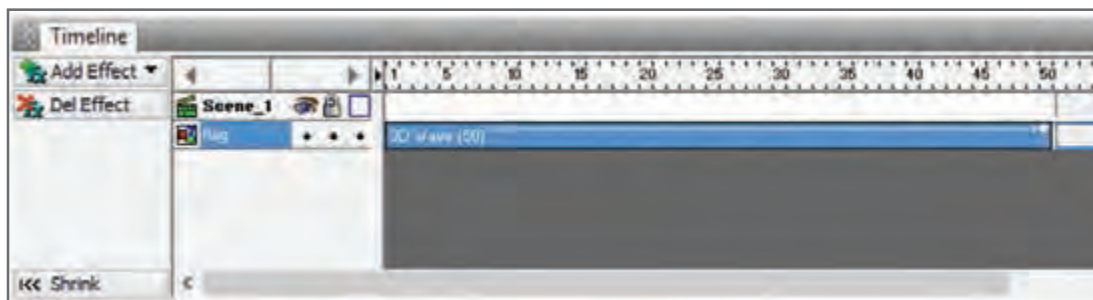 Timeline
Add Effect
1 5 10 15 20 25 30 35 40 45 50
Del Effect
Scene_1
flag
3D Wave (50)
Shrink